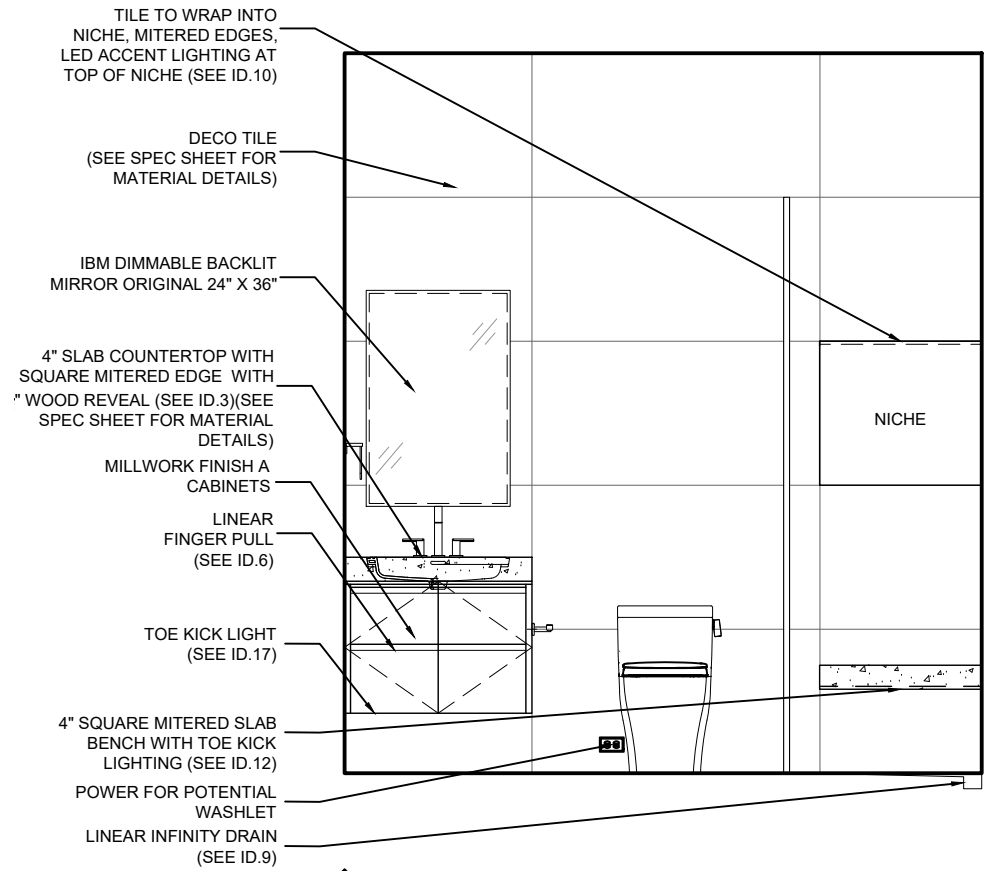 TILE TO WRAP INTO
NICHE, MITERED EDGES,
LED ACCENT LIGHTING AT
TOP OF NICHE (SEE ID.10)
DECO TILE
(SEE SPEC SHEET FOR
MATERIAL DETAILS)
IBM DIMMABLE BACKLIT
MIRROR ORIGINAL 24" X 36"
4" SLAB COUNTERTOP WITH
SQUARE MITERED EDGE WITH
" WOOD REVEAL (SEE ID.3)(SEE
SPEC SHEET FOR MATERIAL
DETAILS)
MILLWORK FINISH A
CABINETS
LINEAR
FINGER PULL
(SEE ID.6)
TOE KICK LIGHT
(SEE ID.17)
4" SQUARE MITERED SLAB
BENCH WITH TOE KICK
LIGHTING (SEE ID.12)
POWER FOR POTENTIAL
WASHLET
LINEAR INFINITY DRAIN
(SEE ID.9)
NICHE